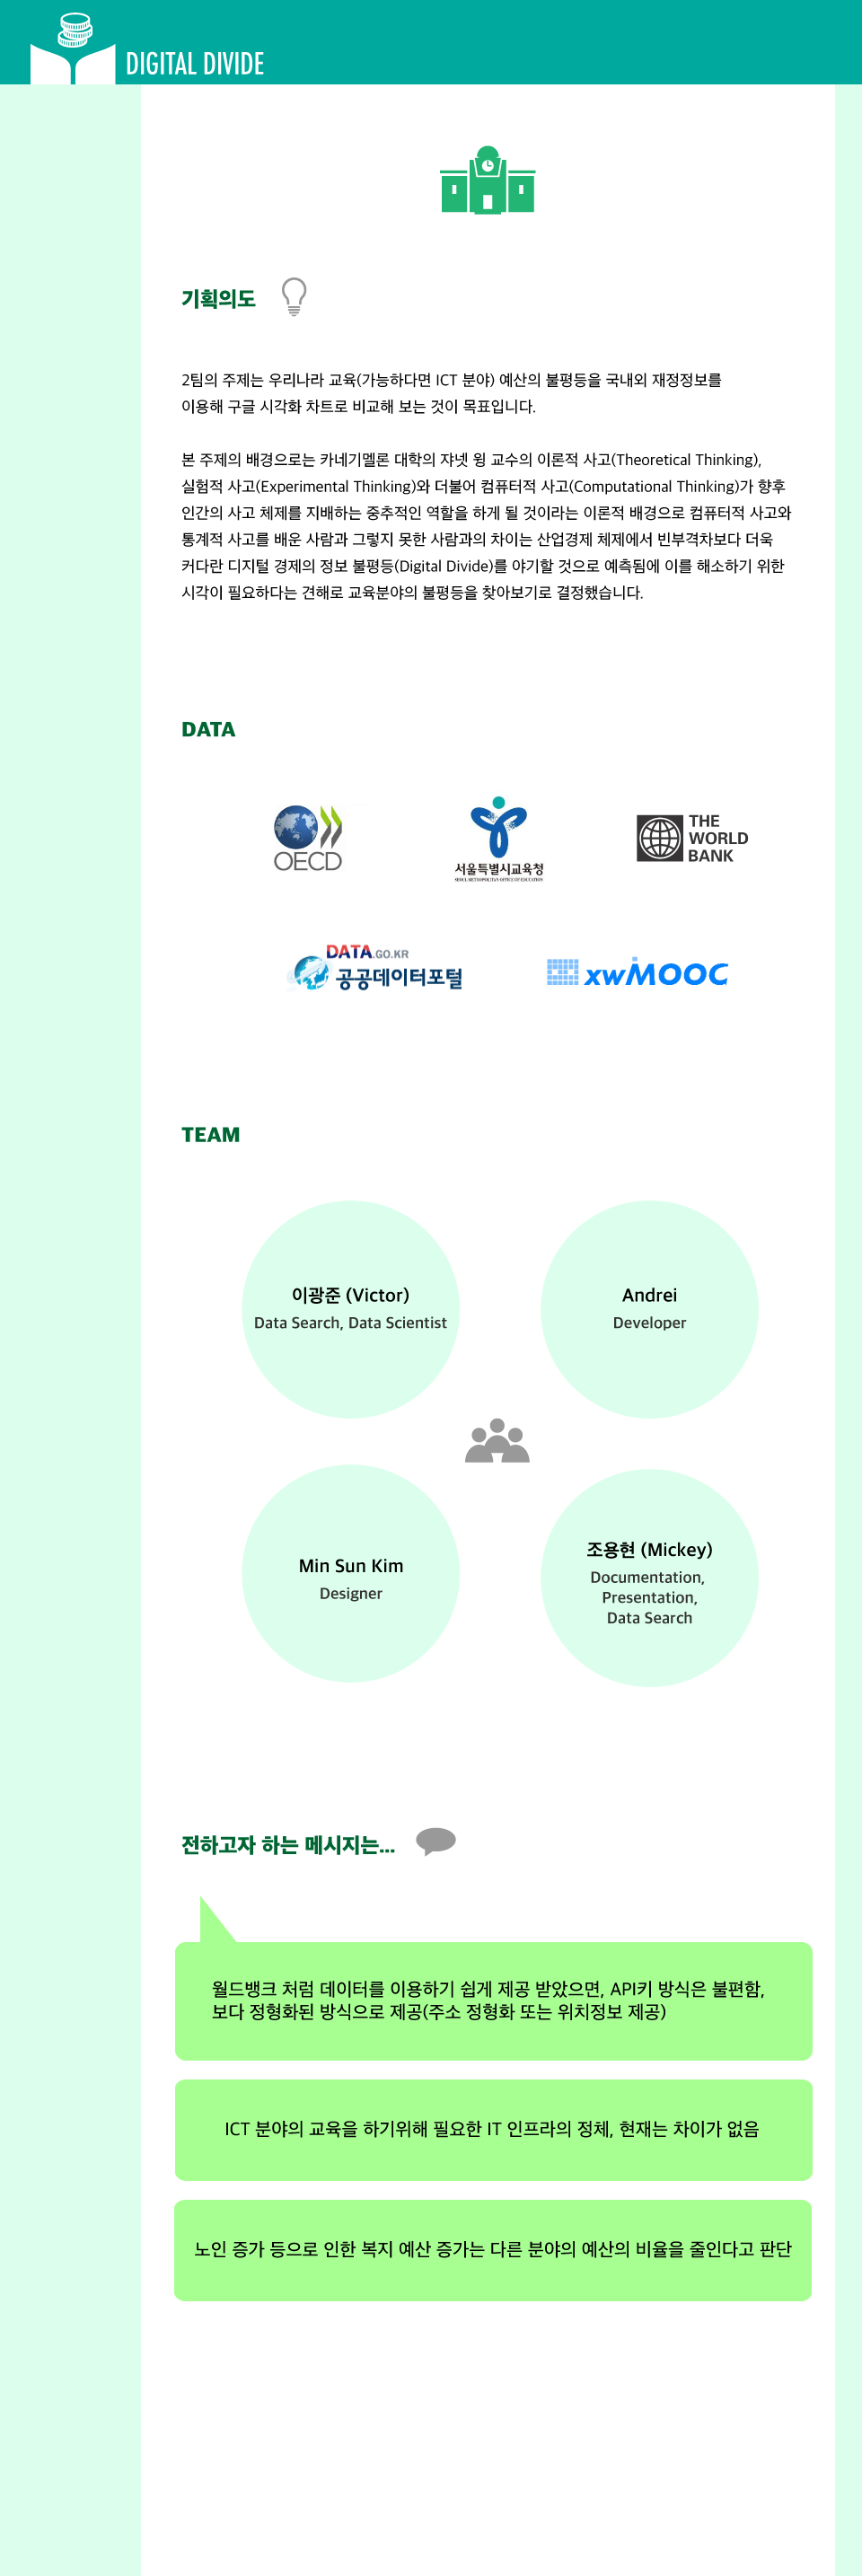 DIGITAL DIVIDE
기획의도
2팀의 주제는 우리나라 교육(가능하다면 ICT 분야) 예산의 불평등을 국내외 재정정보를
이용해 구글 시각화 차트로 비교해 보는 것이 목표입니다.
본 주제의 배경으로는 카네기멜론 대학의 쟈넷 윙 교수의 이론적 사고(Theoretical Thinking),
실험적 사고(Experimental Thinking)와 더불어 컴퓨터적 사고(Computational Thinking)가 향후
인간의 사고 체제를 지배하는 중추적인 역할을 하게 될 것이라는 이론적 배경으로 컴퓨터적 사고와
통계적 사고를 배운 사람과 그렇지 못한 사람과의 차이는 산업경제 체제에서 빈부격차보다 더욱
커다란 디지털 경제의 정보 불평등(Digital Divide)를 야기할 것으로 예측됨에 이를 해소하기 위한
시각이 필요하다는 견해로 교육분야의 불평등을 찾아보기로 결정했습니다.
DATA
OECD
서울특별시교육청
SEOUL METROPOLITAN OFFICE OF EDUCATION
THE
WORLD
BANK
DATA.GO.KR
공공데이터포털
xwMOOC
TEAM
이광준 (Victor)
Data Search, Data Scientist
Andrei
Developer
Min Sun Kim
Designer
조용현 (Mickey)
Documentation,
Presentation,
Data Search
전하고자 하는 메시지는...
월드뱅크 처럼 데이터를 이용하기 쉽게 제공 받았으면, API키 방식은 불편함,
보다 정형화된 방식으로 제공(주소 정형화 또는 위치정보 제공)
ICT 분야의 교육을 하기위해 필요한 IT 인프라의 정체, 현재는 차이가 없음
노인 증가 등으로 인한 복지 예산 증가는 다른 분야의 예산의 비율을 줄인다고 판단